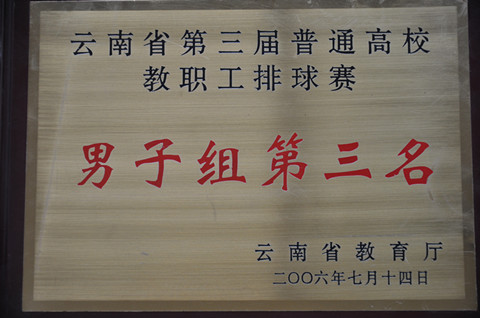 云南省第三届普通高校
教职工排球赛
男子组第三名
云南省教育厅
二〇〇六年七月十四日